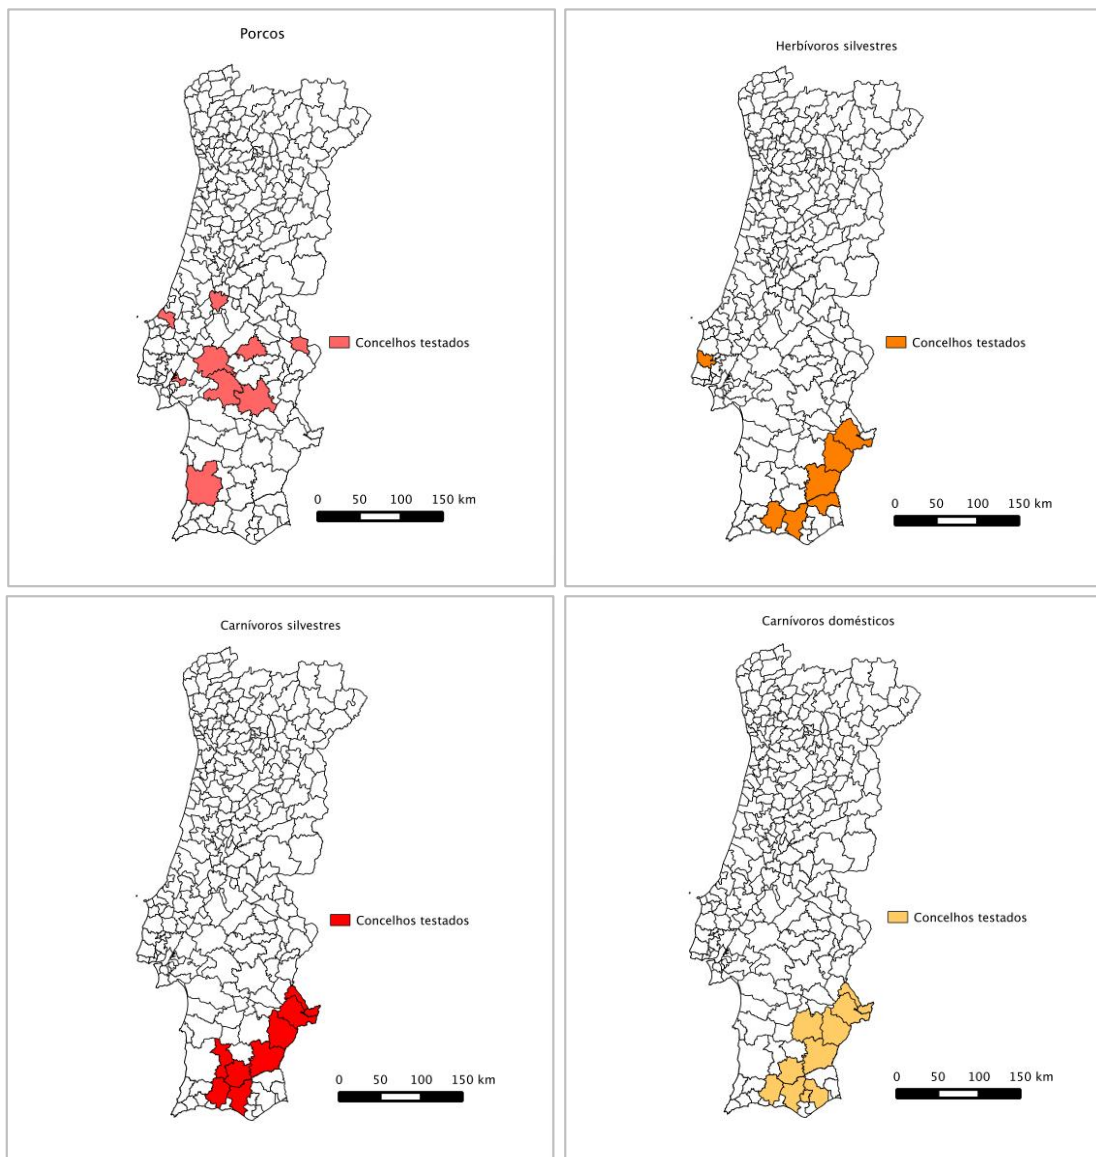 Porcos
Concelhos testados
0 50 100 150 km
Herbívoros silvestres
Concelhos testados
0 50 100 150 km
Carnívoros silvestres
Concelhos testados
0 50 100 150 km
Carnívoros domésticos
Concelhos testados
0 50 100 150 km